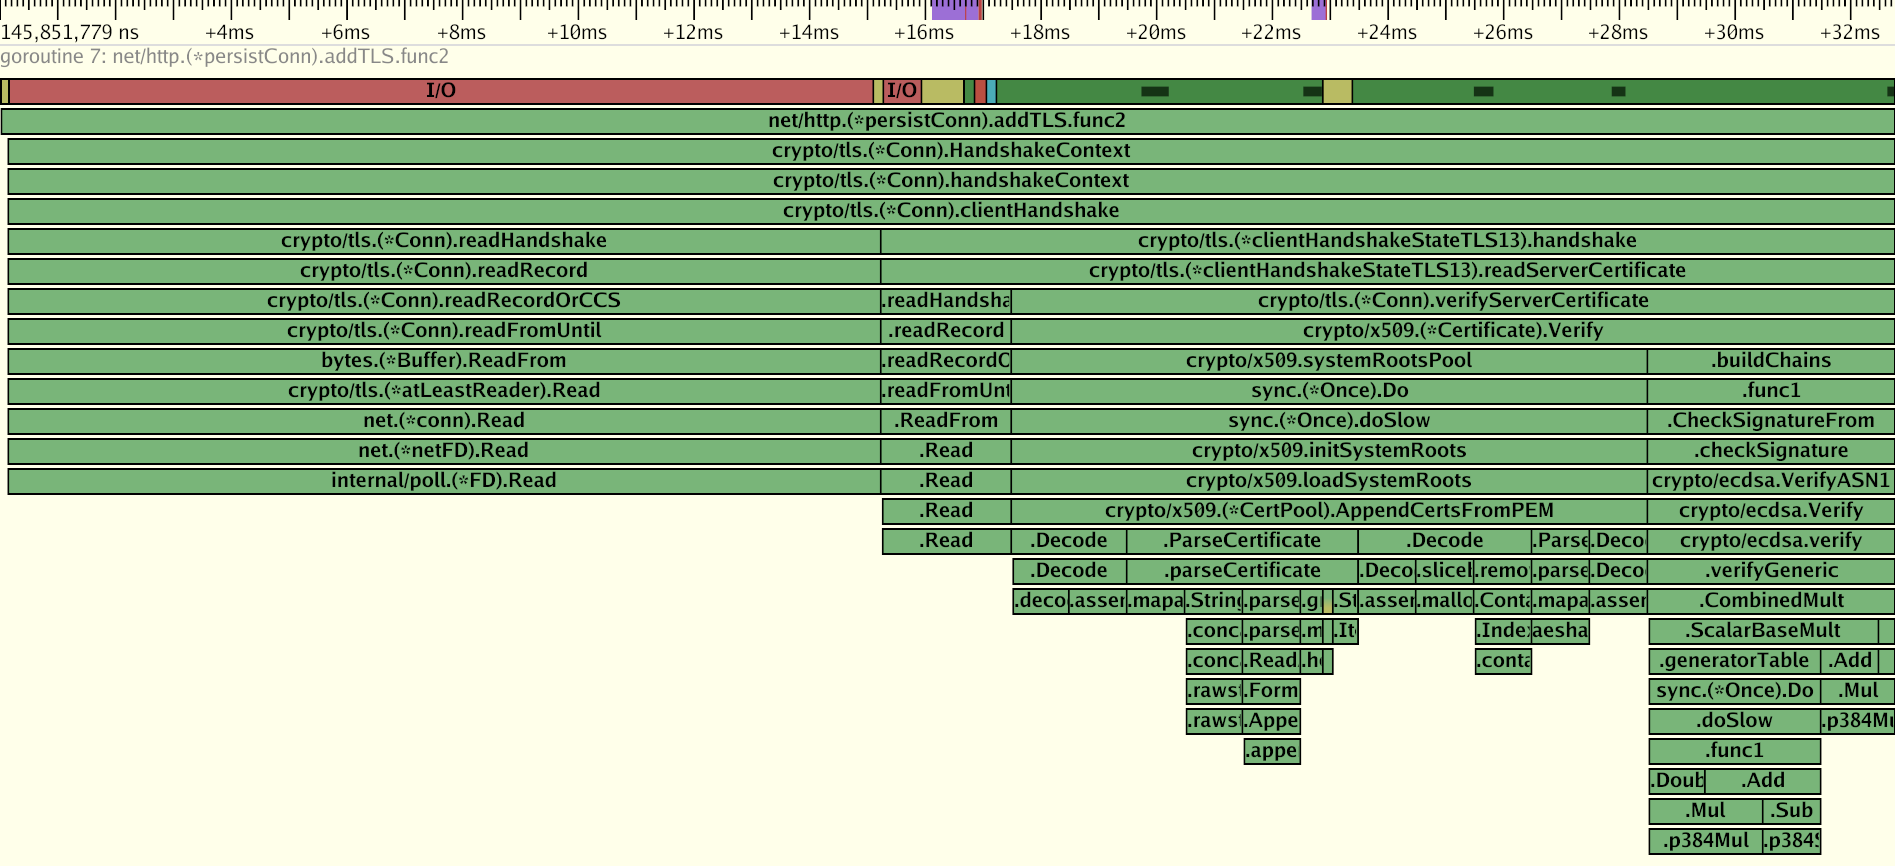 145,851,779 ns +4ms +6ms +8ms +10ms +12ms +14ms +16ms +18ms +20ms +22ms +24ms +26ms +28ms +30ms +32ms
goroutine 7: net/http.(*persistConn).addTLS.func2
I/O I/O
net/http.(*persistConn).addTLS.func2
crypto/tls.(*Conn).HandshakeContext
crypto/tls.(*Conn).handshakeContext
crypto/tls.(*Conn).clientHandshake
crypto/tls.(*Conn).readHandshake crypto/tls.(*clientHandshakeStateTLS13).handshake
crypto/tls.(*Conn).readRecord crypto/tls.(*clientHandshakeStateTLS13).readServerCertificate
crypto/tls.(*Conn).readRecordOrCCS .readHandsha crypto/tls.(*Conn).verifyServerCertificate
crypto/tls.(*Conn).readFromUntil .readRecord crypto/x509.(*Certificate).Verify
bytes.(*Buffer).ReadFrom .readRecordO crypto/x509.systemRootsPool .buildChains
crypto/tls.(*atLeastReader).Read .readFromUnt sync.(*Once).Do .func1
net.(*conn).Read .ReadFrom sync.(*Once).doSlow .CheckSignatureFrom
net.(*netFD).Read .Read crypto/x509.initSystemRoots .checkSignature
internal/poll.(*FD).Read .Read crypto/x509.loadSystemRoots crypto/ecdsa.VerifyASN1
.Read crypto/x509.(*CertPool).AppendCertsFromPEM crypto/ecdsa.Verify
.Read .Decode .ParseCertificate .Decode .Parse .Deco crypto/ecdsa.verify
.Decode .parseCertificate .Deco .slicel .remo .parse .Deco .verifyGeneric
.deco .asser .mapa .String .parse .g .St .asser .mallo .Conta .mapa .asser .CombinedMult
.conc .parse .m .It .Index aesha .ScalarBaseMult
.conc .Read .he .conta .generatorTable .Add
.raws .Form sync.(*Once).Do .Mul
.raws .Appe .doSlow .p384Mu
.appe .func1
.Doub .Add
.Mul .Sub
.p384Mul .p384S